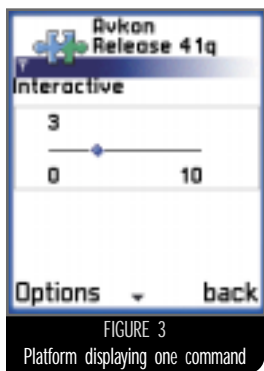 Avkon
Release 41q
Interactive
3
0 10
Options back
FIGURE 3
Platform displaying one command